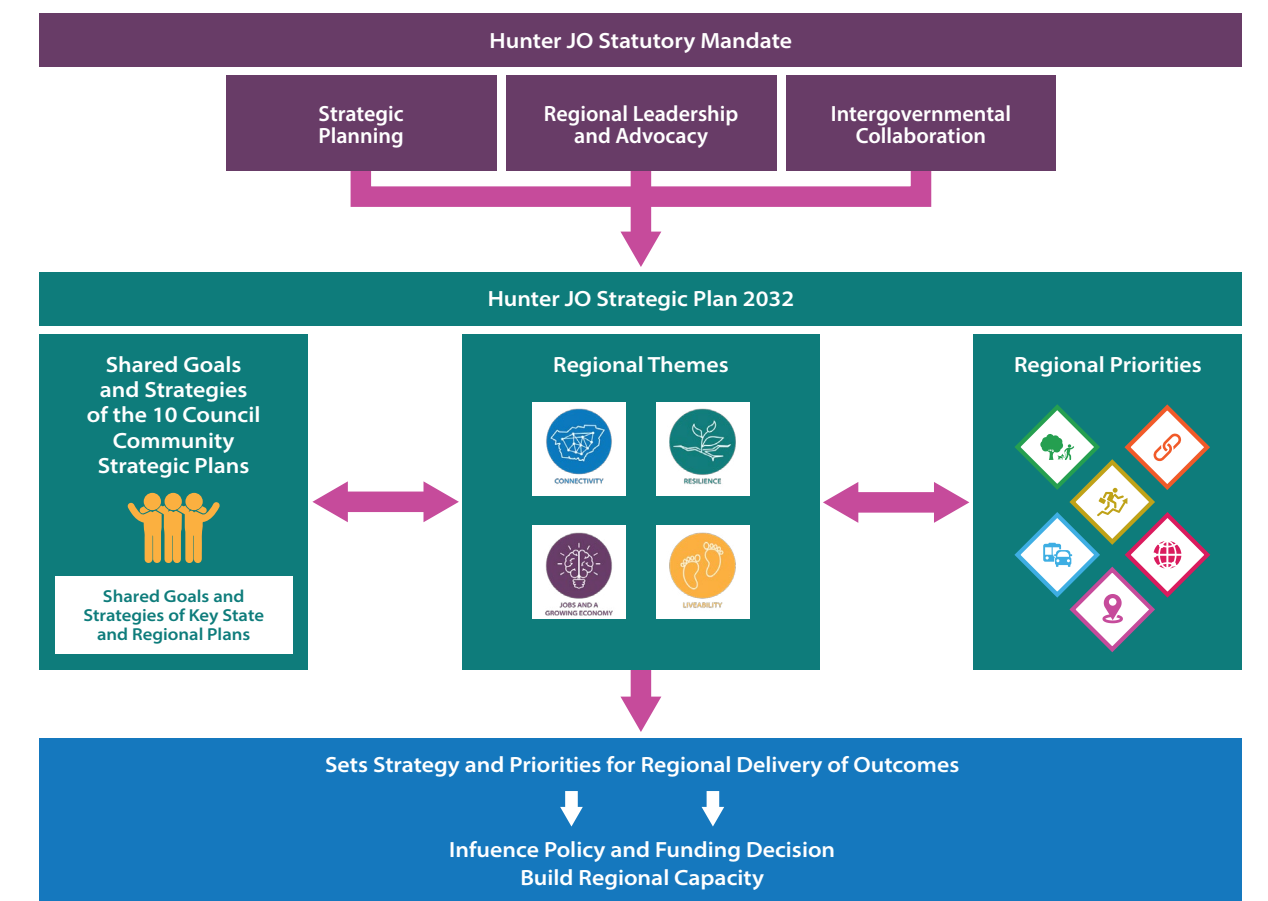 Hunter JO Statutory Mandate
Strategic
Planning
Regional Leadership
and Advocacy
Intergovernmental
Collaboration
Hunter JO Strategic Plan 2032
Shared Goals
and Strategies
of the 10 Council
Community
Strategic Plans
Shared Goals and
Strategies of Key State
and Regional Plans
Regional Themes
CONNECTIVITY
RESILIENCE
JOBS AND A
GROWING ECONOMY
LIVEABILITY
Regional Priorities
Sets Strategy and Priorities for Regional Delivery of Outcomes
Infuence Policy and Funding Decision
Build Regional Capacity